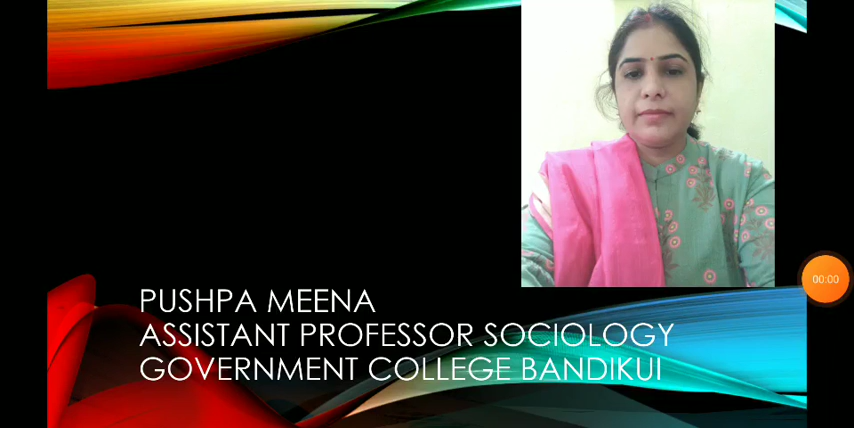 00:00
PUSHPA MEENA
ASSISTANT PROFESSOR SOCIOLOGY
GOVERNMENT COLLEGE BANDIKUI